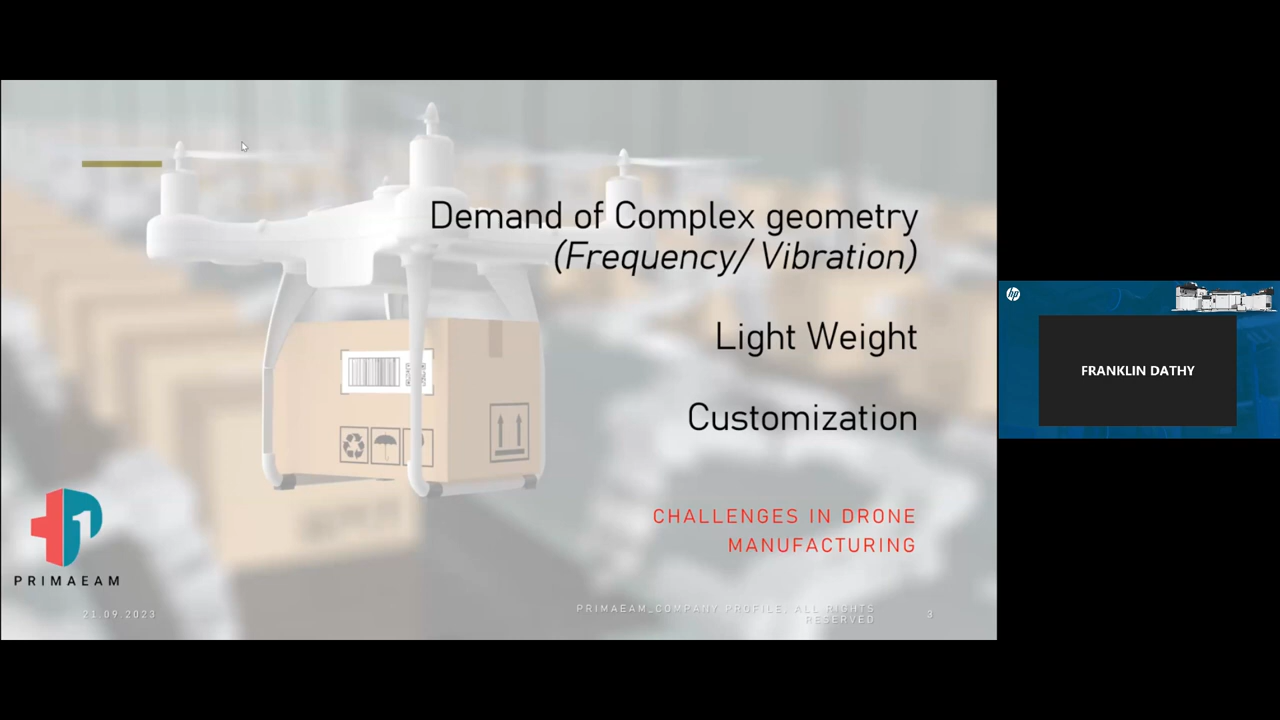 Demand of Complex geometry
(Frequency/ Vibration)
Light Weight
Customization
CHALLENGES IN DRONE
MANUFACTURING
PRIMAEAM
21.09.2023
PRIMAEAM_COMPANY PROFILE, ALL RIGHTS
RESERVED
3
hp
FRANKLIN DATHY